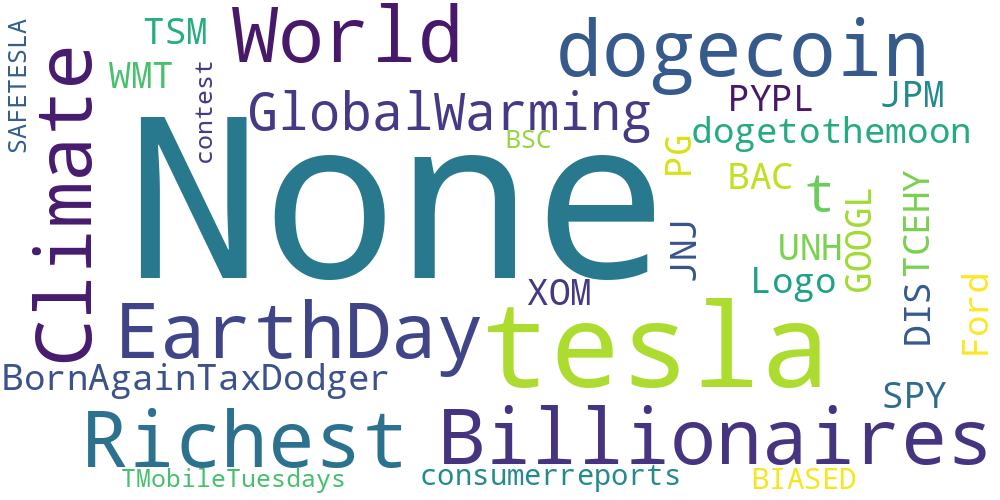 SAFETESLA
TSM
World
dogecoin
WMT
contest
Climate
GlobalWarming
PYPL
JPM
BSC
dogetothemoon
None
PG
BAC
t
GOOGL
TCEHY
JNJ
UNH
XOM
Logo
DIS
Ford
EarthDay
tesla
BornAgainTaxDodger
SPY
Richest
Billionaires
TMobileTuesdays
consumerreports
BIASED